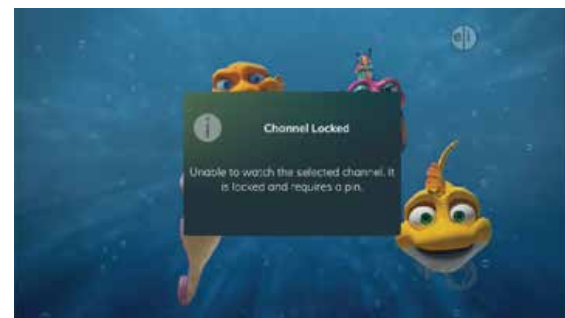 e|i
Channel Locked
Unable to watch the selected channel. It
is locked and requires a pin.